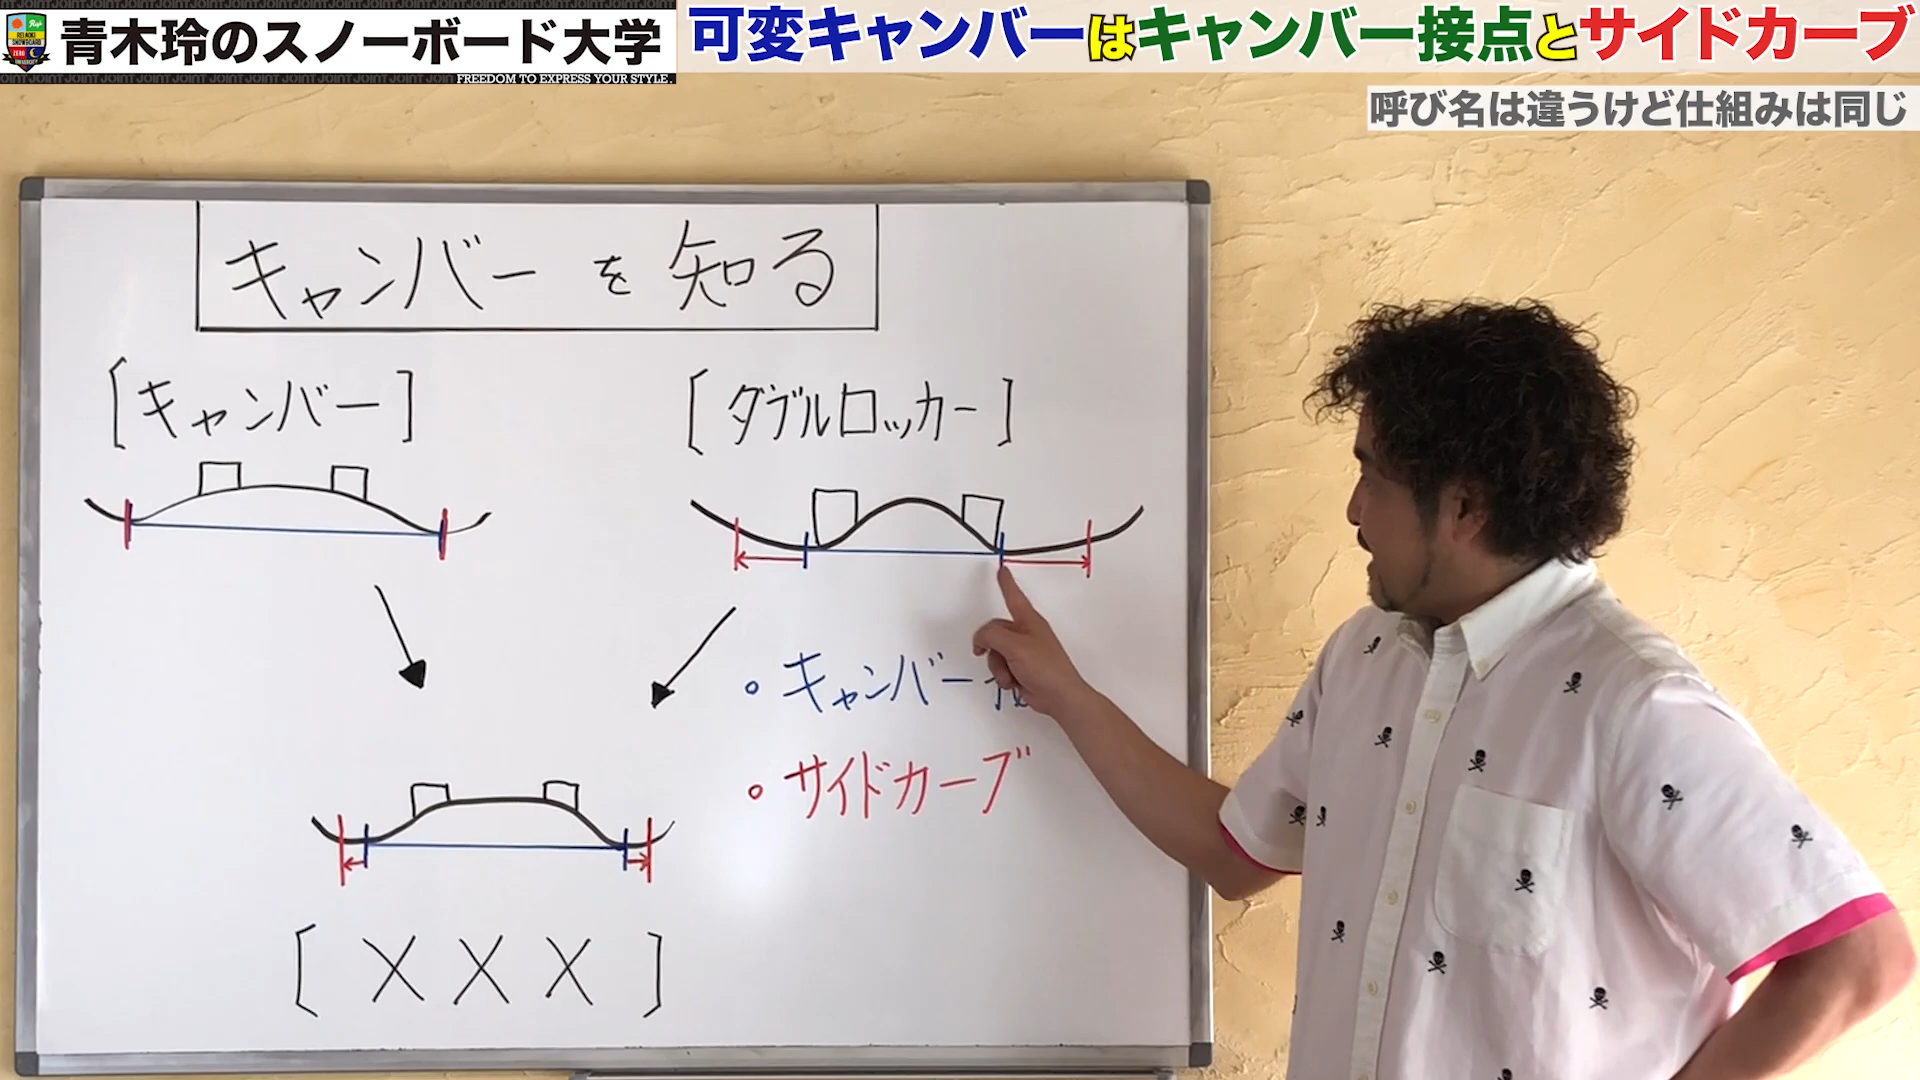 青木玲のスノーボード大学
FREEDOM TO EXPRESS YOUR STYLE.
可変キャンバーはキャンバー接点とサイドカーブ
呼び名は違うけど仕組みは同じ
キャンバーを知る
[キャンバー]
[ダブルロッカー]
。キャンバー
。サイドカーブ
[XXX]